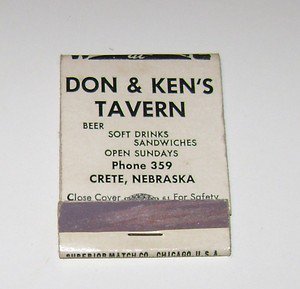 DON & KEN'S
TAVERN
BEER
SOFT DRINKS
SANDWICHES
OPEN SUNDAYS
Phone 359
CRETE, NEBRASKA
Close Cover For Safety
SUPERIOR MATCH CO., CHICAGO, U.S.A.